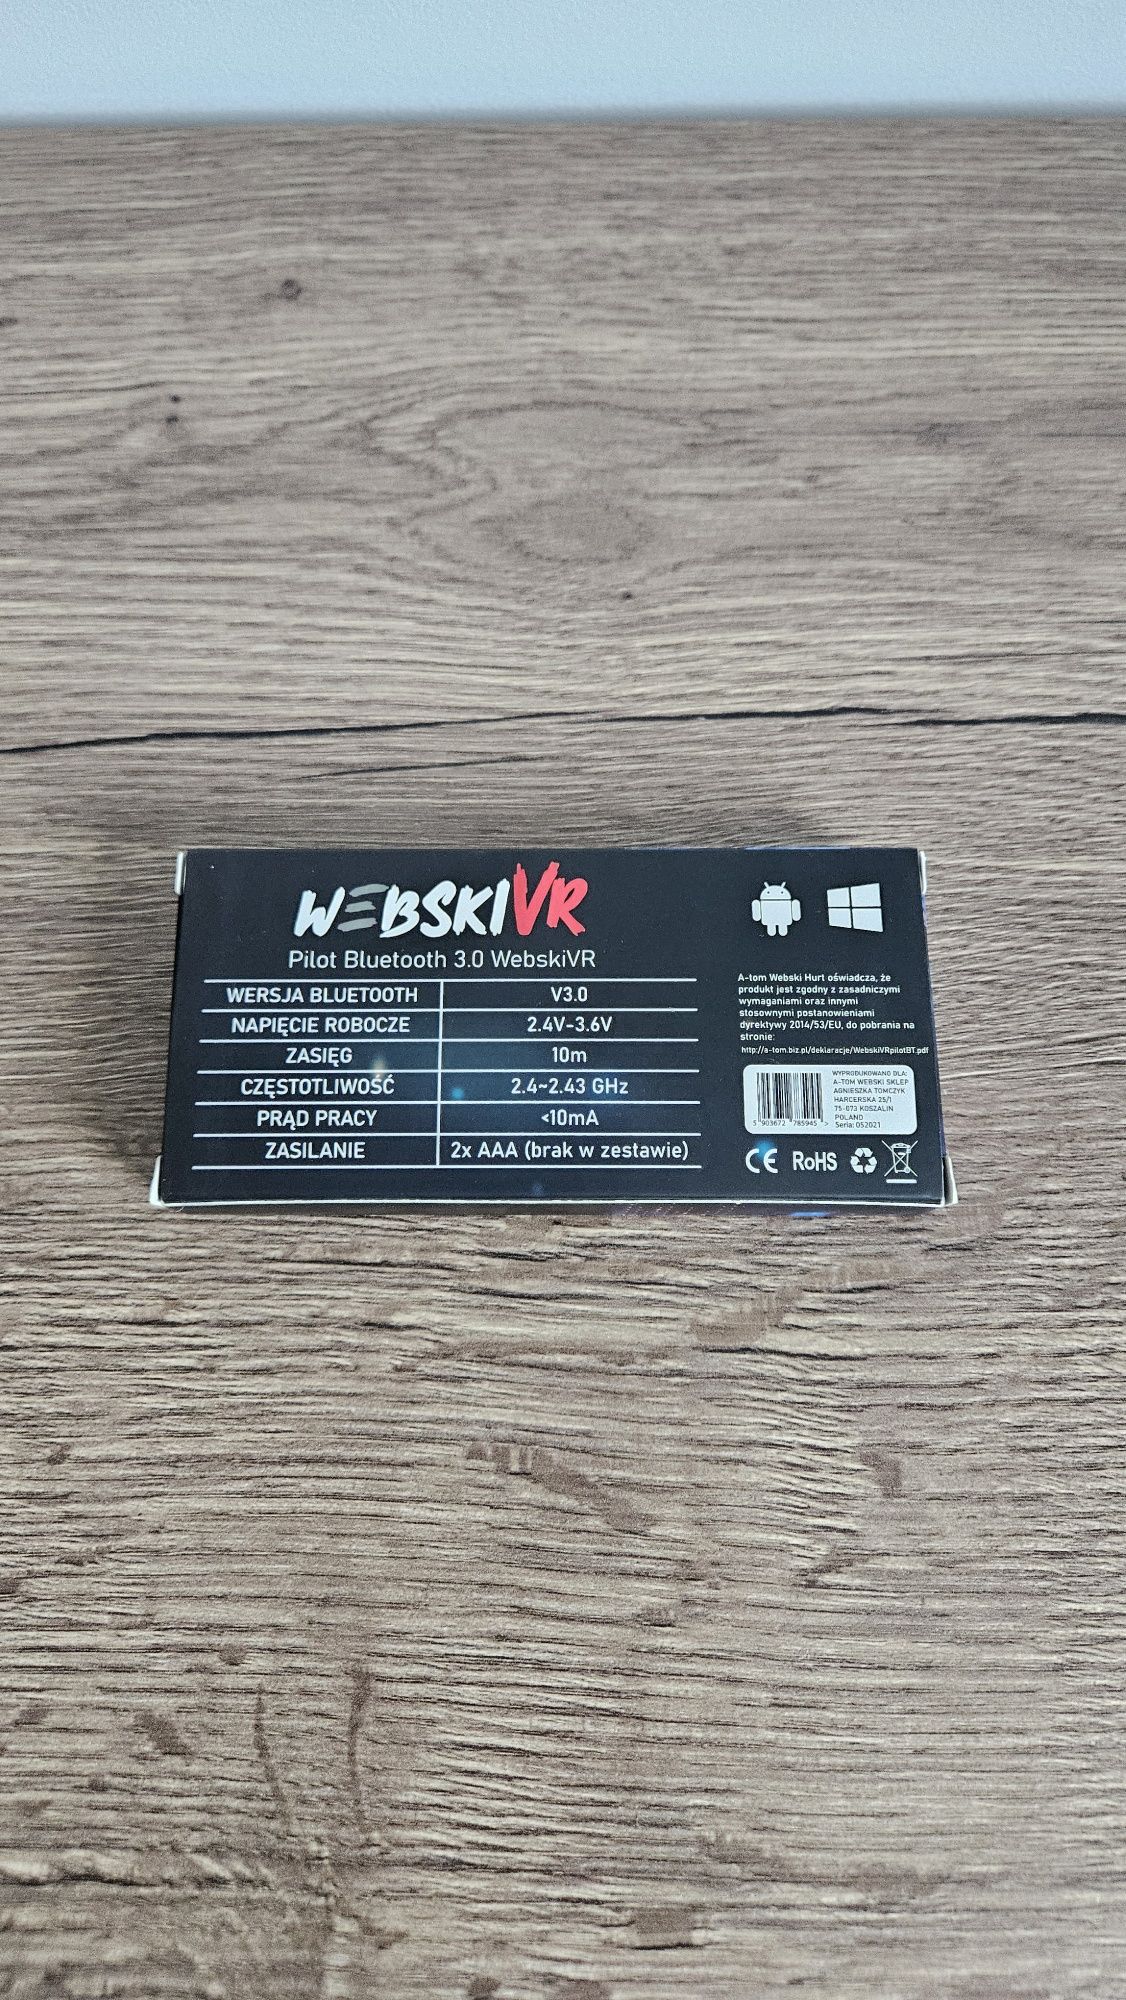 WEBSKIVR
Pilot Bluetooth 3.0 WebskiVR
WERSJA BLUETOOTH V3.0
NAPIĘCIE ROBOCZE 2.4V-3.6V
ZASIĘG 10m
CZĘSTOTLIWOŚĆ 2.4~2.43 GHz
PRĄD PRACY <10mA
ZASILANIE 2x AAA (brak w zestawie)
A-tom Webski Hurt oświadcza, że
produkt jest zgodny z zasadniczymi
wymaganiami oraz innymi
stosownymi postanowieniami
dyrektywy 2014/53/EU, do pobrania na
stronie:
http://a-tom.biz.pl/deklaracje/WebskiVRpilotBT.pdf
5 903672 785945 >
WYPRODUKOWANO DLA:
A-TOM WEBSKI SKLEP
AGNIESZKA TOMCZYK
HARCERSKA 25/1
75-073 KOSZALIN
POLAND
Seria: 052021
CE RoHS